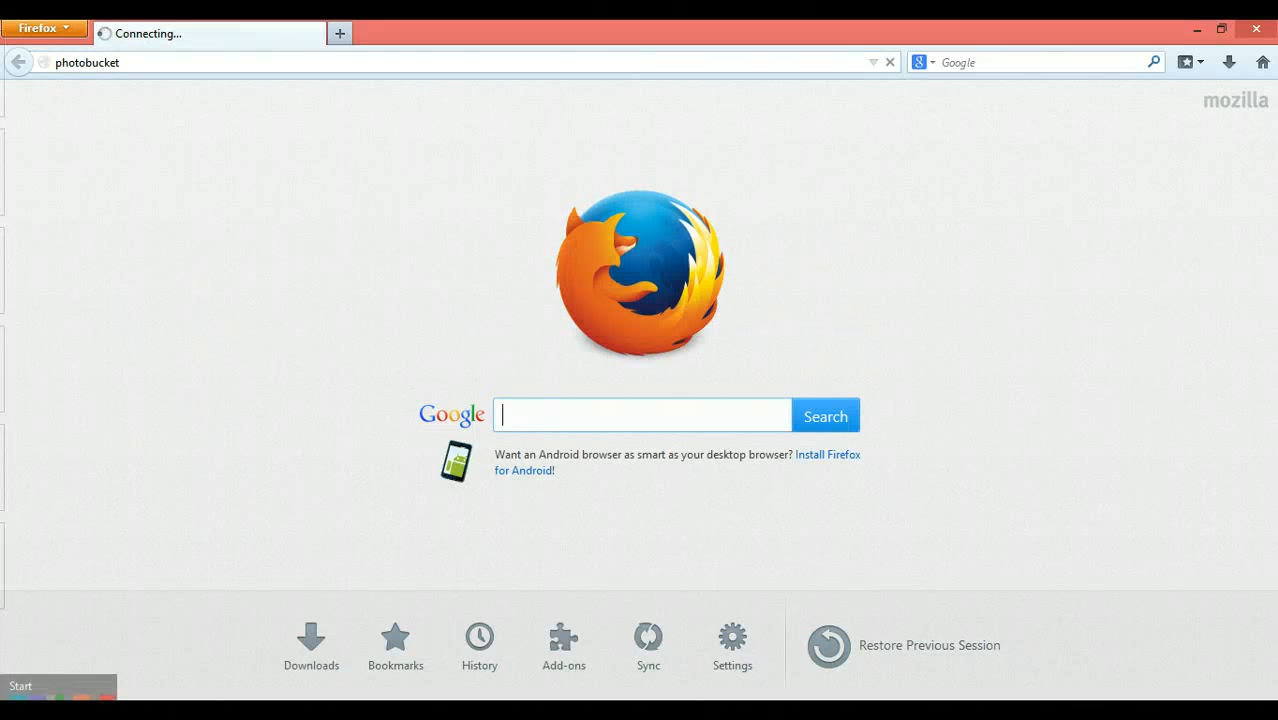 Firefox
Connecting...
photobucket
Google
mozilla
Google
Search
Want an Android browser as smart as your desktop browser? Install Firefox
for Android!
Downloads
Bookmarks
History
Add-ons
Sync
Settings
Restore Previous Session
Start